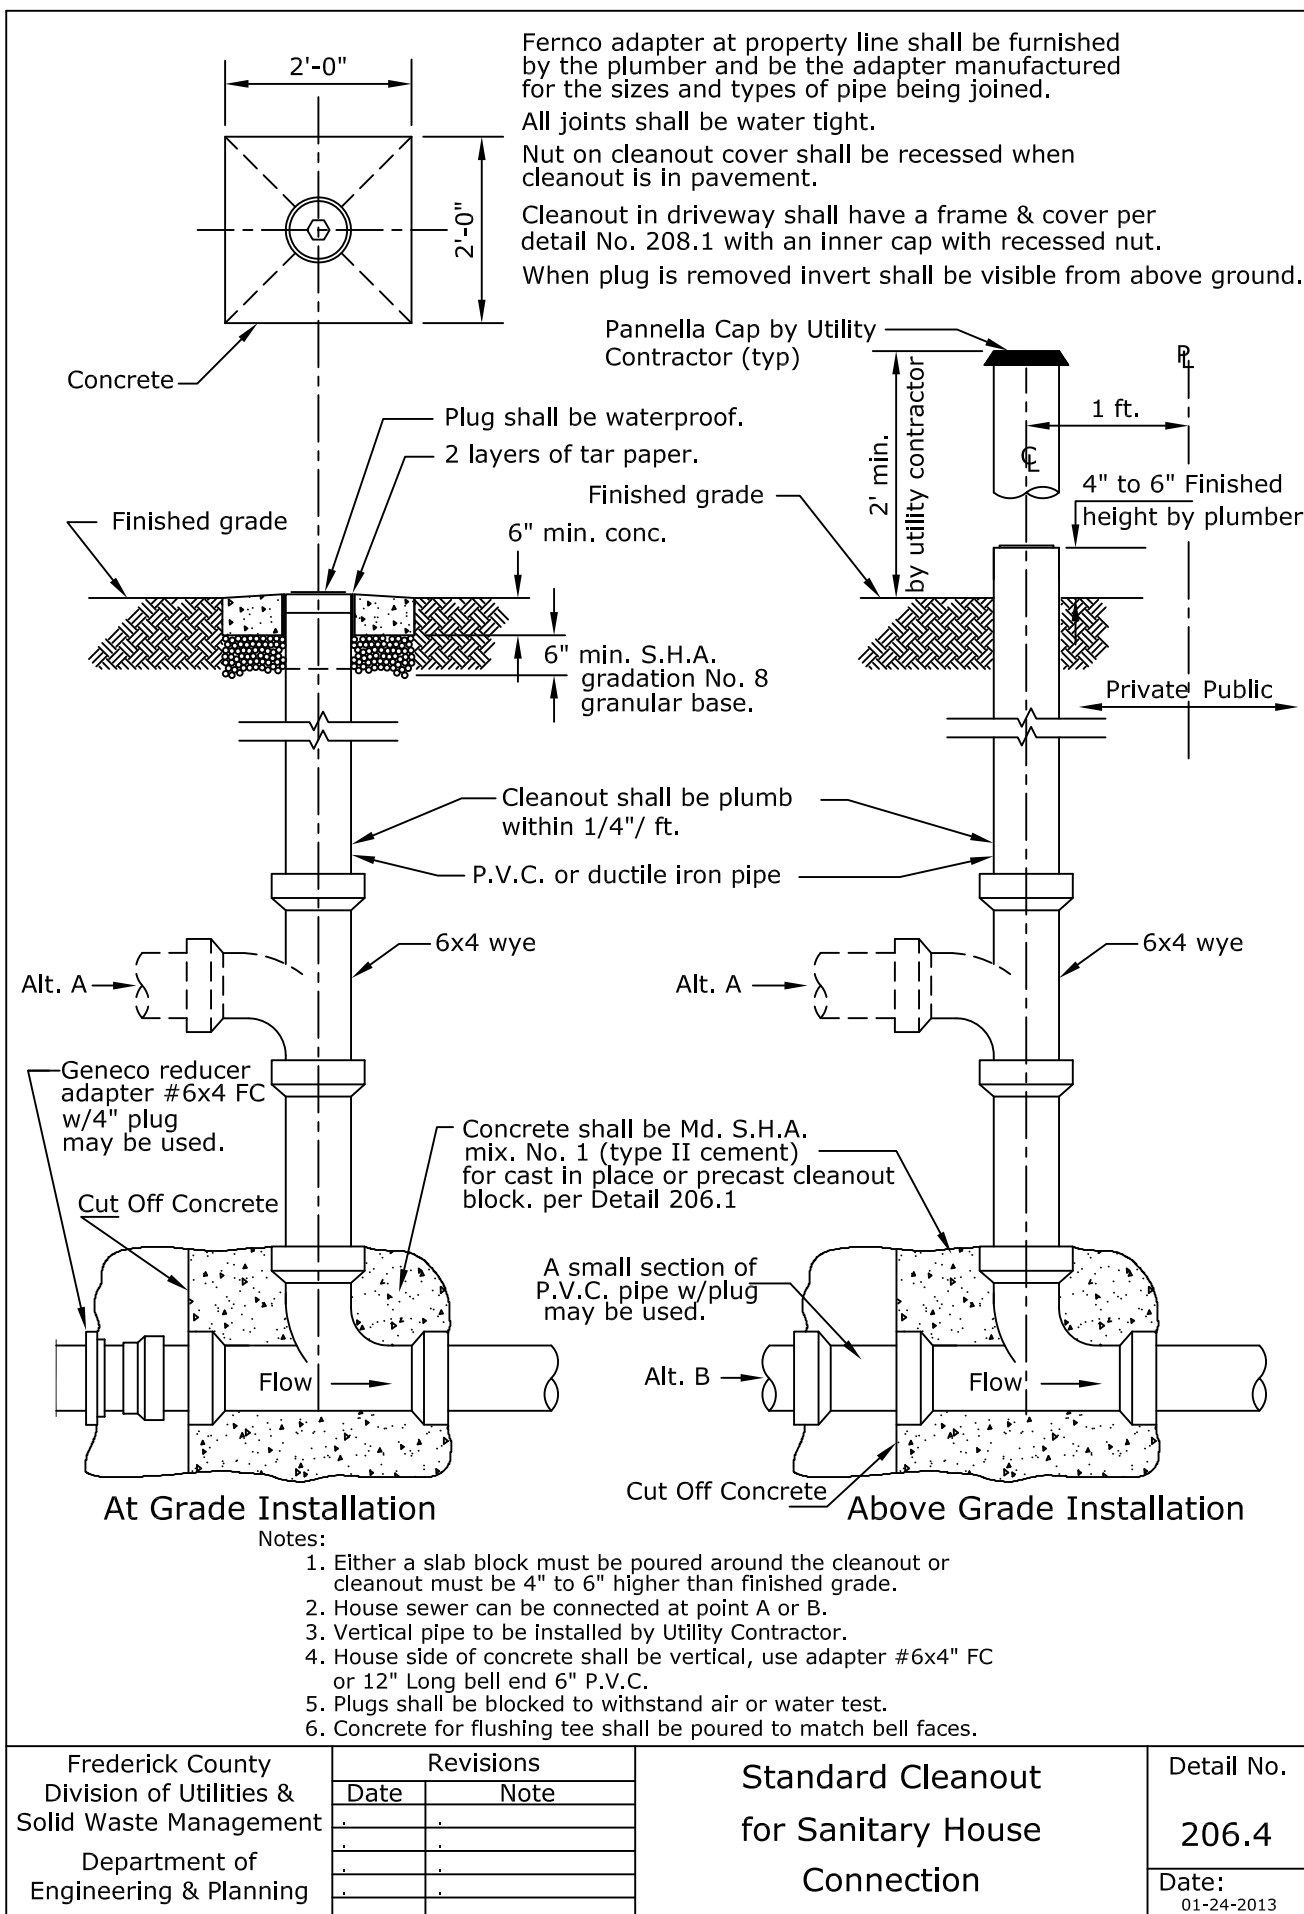 2'-0"
2'-0"
Fernco adapter at property line shall be furnished
by the plumber and be the adapter manufactured
for the sizes and types of pipe being joined.
All joints shall be water tight.
Nut on cleanout cover shall be recessed when
cleanout is in pavement.
Cleanout in driveway shall have a frame & cover per
detail No. 208.1 with an inner cap with recessed nut.
When plug is removed invert shall be visible from above ground.
Concrete
Pannella Cap by Utility
Contractor (typ)
PL
1 ft.
Plug shall be waterproof.
2 layers of tar paper.
2' min.
by utility contractor
CL
Finished grade
4" to 6" Finished
height by plumber
Finished grade
6" min. conc.
6" min. S.H.A.
gradation No. 8
granular base.
Private
Public
Cleanout shall be plumb
within 1/4"/ ft.
P.V.C. or ductile iron pipe
6x4 wye
6x4 wye
Alt. A
Alt. A
Geneco reducer
adapter #6x4 FC
w/4" plug
may be used.
Concrete shall be Md. S.H.A.
mix. No. 1 (type II cement)
for cast in place or precast cleanout
block. per Detail 206.1
Cut Off Concrete
A small section of
P.V.C. pipe w/plug
may be used.
Flow
Alt. B
Flow
Cut Off Concrete
At Grade Installation
Above Grade Installation
Notes:
1. Either a slab block must be poured around the cleanout or
cleanout must be 4" to 6" higher than finished grade.
2. House sewer can be connected at point A or B.
3. Vertical pipe to be installed by Utility Contractor.
4. House side of concrete shall be vertical, use adapter #6x4" FC
or 12" Long bell end 6" P.V.C.
5. Plugs shall be blocked to withstand air or water test.
6. Concrete for flushing tee shall be poured to match bell faces.
Frederick County
Division of Utilities &
Solid Waste Management
Department of
Engineering & Planning
Revisions
Date
Note
Standard Cleanout
for Sanitary House
Connection
Detail No.
206.4
Date:
01-24-2013